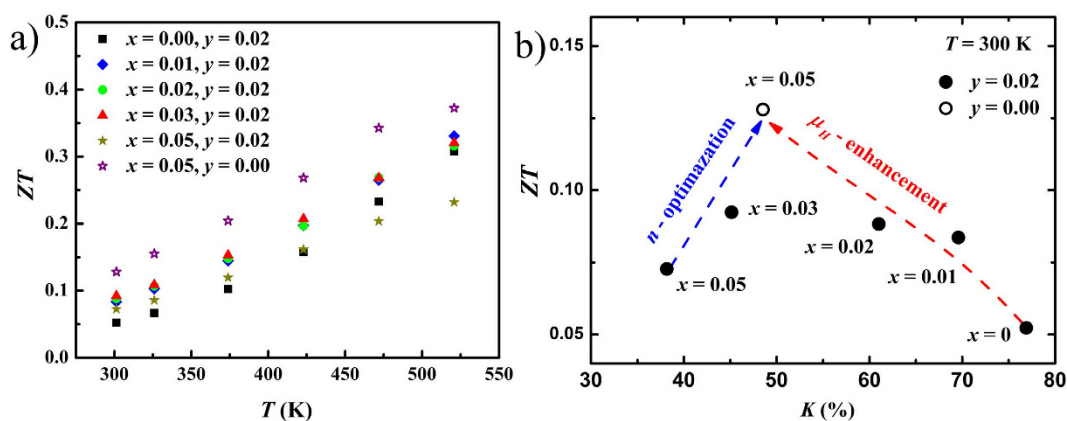 a)
ZT
0.5
0.4
0.3
0.2
0.1
0.0
x = 0.00, y = 0.02
x = 0.01, y = 0.02
x = 0.02, y = 0.02
x = 0.03, y = 0.02
x = 0.05, y = 0.02
x = 0.05, y = 0.00
300 350 400 450 500 550
T (K)
b)
ZT
0.15
0.10
0.05
T = 300 K
y = 0.02
y = 0.00
x = 0.05
n - optimazation
μH - enhancement
x = 0.03
x = 0.02
x = 0.01
x = 0.05
x = 0
30 40 50 60 70 80
K (%)